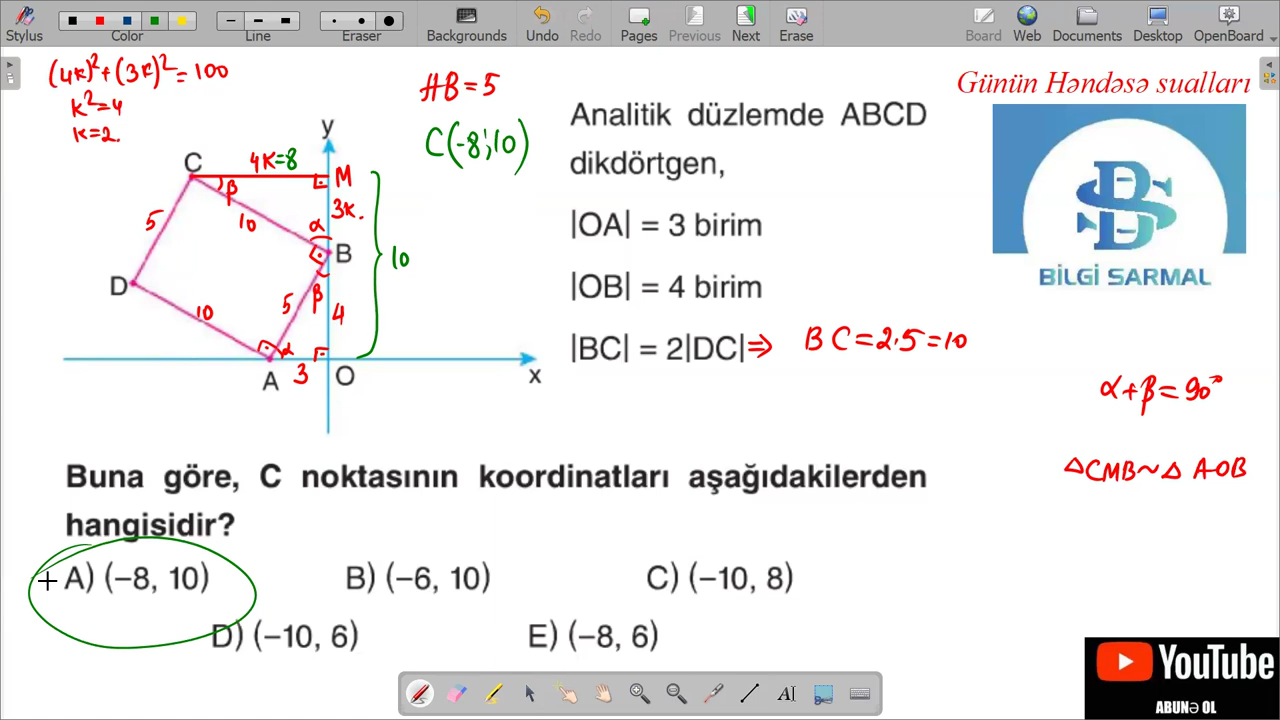 Stylus
Color
Line
Eraser
Backgrounds
Undo
Redo
Pages
Previous
Next
Erase
Board
Web
Documents
Desktop
OpenBoard
(4k)²+(3k)²=100
k²=4
k=2.
AB=5
C(-8;10)
Günün Həndəsə sualları
Analitik düzlemde ABCD
dikdörtgen,
|OA| = 3 birim
|OB| = 4 birim
|BC| = 2|DC| ⇒ BC=2.5=10
BİLGİ SARMAL
α+β=90°
△CMB~△AOB
y
C
4k=8
M
β
3k.
5
10
α
B
10
D
10
5
β
4
α
A
3
O
x
Buna göre, C noktasının koordinatları aşağıdakilerden
hangisidir?
A) (−8, 10) B) (−6, 10) C) (−10, 8)
D) (−10, 6) E) (−8, 6)
YouTube
ABUNƏ OL